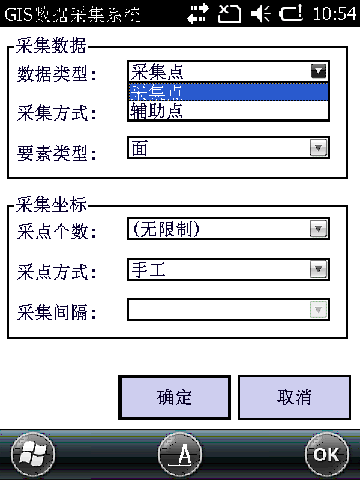 GIS数据采集系统 10:54
采集数据
数据类型: 采集点
采集点
采集方式: 辅助点
要素类型: 面
采集坐标
采点个数: (无限制)
采点方式: 手工
采集间隔:
确定 取消
A OK